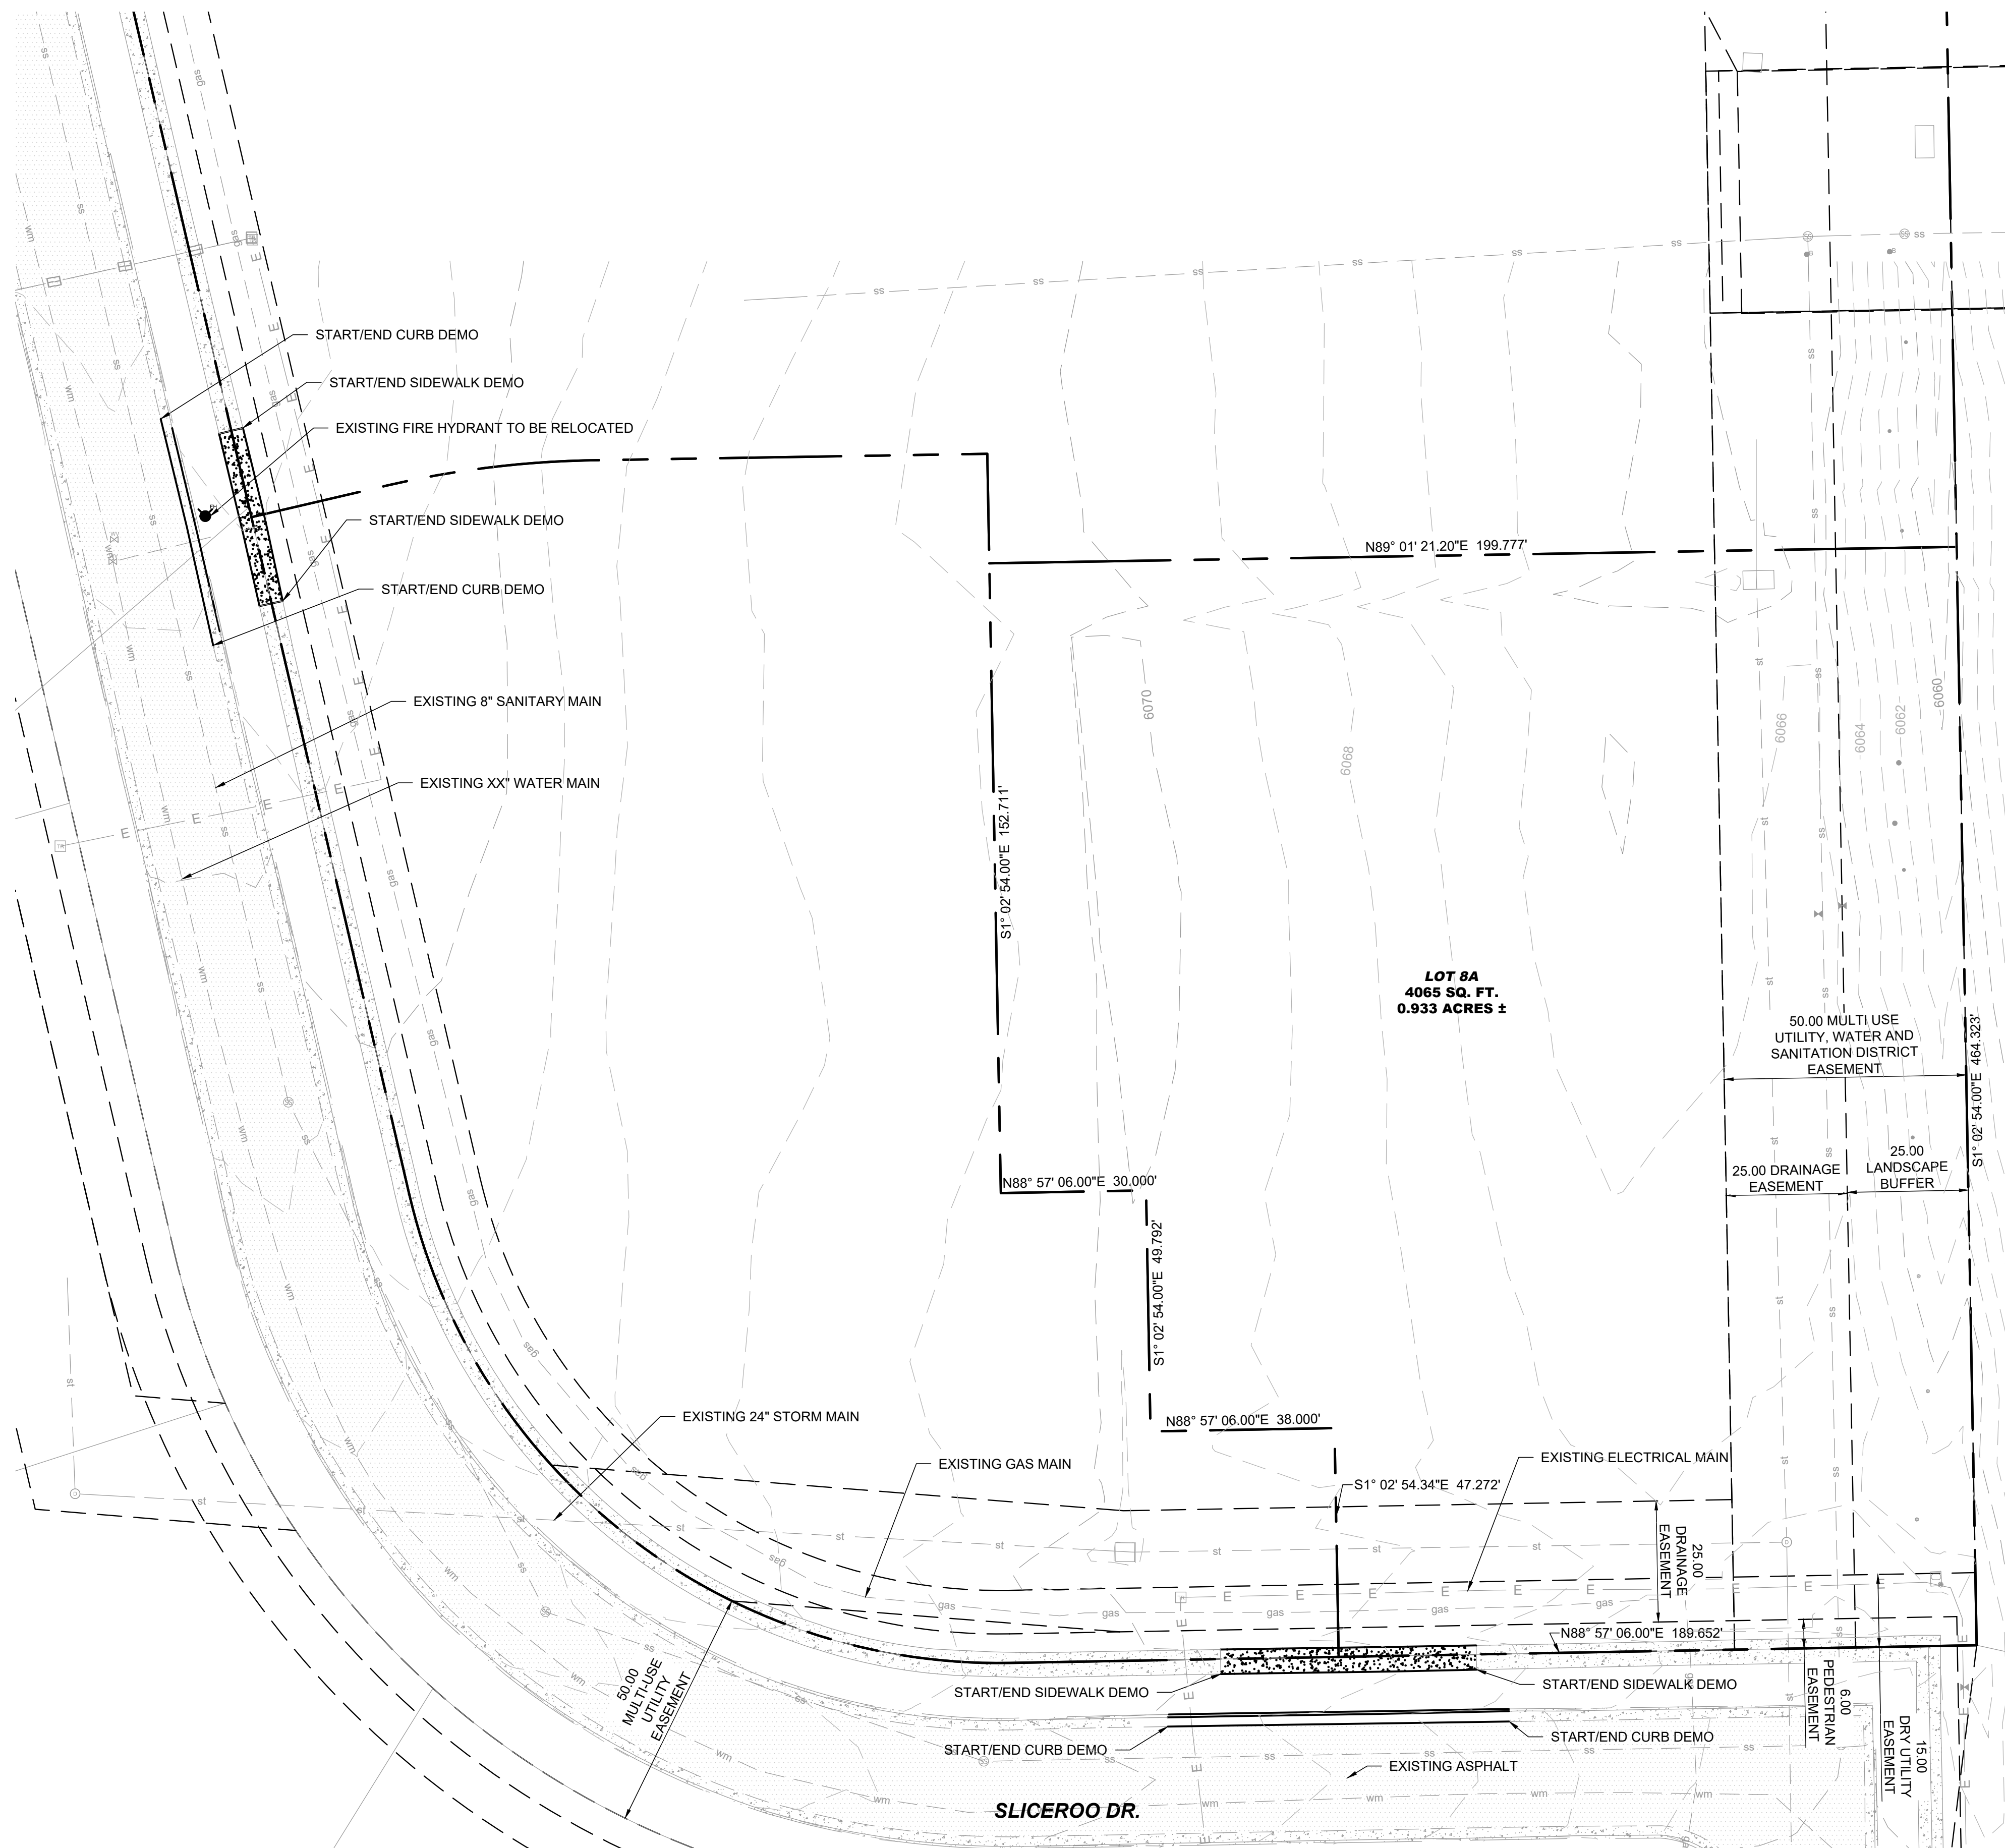 START/END CURB DEMO
START/END SIDEWALK DEMO
EXISTING FIRE HYDRANT TO BE RELOCATED
START/END SIDEWALK DEMO
START/END CURB DEMO
EXISTING 8" SANITARY MAIN
EXISTING XX" WATER MAIN
N89° 01' 21.20"E 199.777'
S1° 02' 54.00"E 152.711'
6070
6068
6066
6064
6062
6060
LOT 8A
4065 SQ. FT.
0.933 ACRES ±
50.00 MULTI USE
UTILITY, WATER AND
SANITATION DISTRICT
EASEMENT
S1° 02' 54.00"E 464.323'
25.00 DRAINAGE
EASEMENT
25.00
LANDSCAPE
BUFFER
N88° 57' 06.00"E 30.000'
S1° 02' 54.00"E 49.792'
N88° 57' 06.00"E 38.000'
EXISTING 24" STORM MAIN
EXISTING GAS MAIN
EXISTING ELECTRICAL MAIN
S1° 02' 54.34"E 47.272'
25.00
DRAINAGE
EASEMENT
N88° 57' 06.00"E 189.652'
50.00
MULTI-USE
UTILITY
EASEMENT
START/END SIDEWALK DEMO
START/END SIDEWALK DEMO
6.00
PEDESTRIAN
EASEMENT
15.00
DRY UTILITY
EASEMENT
START/END CURB DEMO
START/END CURB DEMO
EXISTING ASPHALT
SLICEROO DR.
ss
wm
gas
st
E